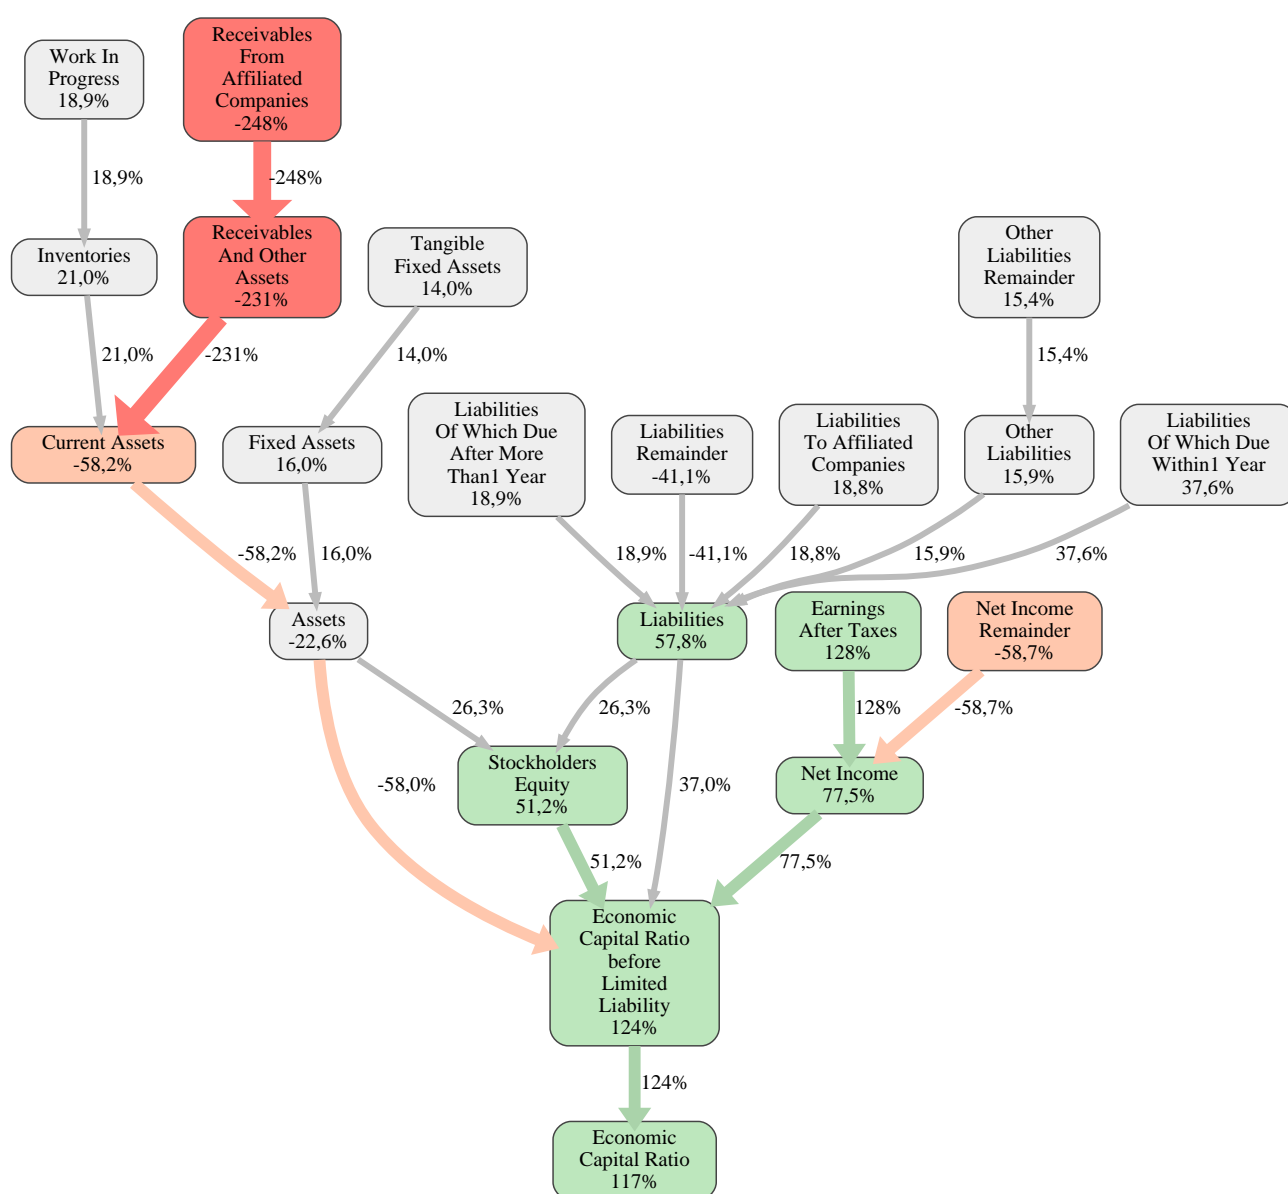 Work In
Progress
18,9%
Receivables
From
Affiliated
Companies
-248%
18,9%
-248%
Inventories
21,0%
Receivables
And Other
Assets
-231%
Tangible
Fixed Assets
14,0%
Other
Liabilities
Remainder
15,4%
21,0%
-231%
14,0%
15,4%
Current Assets
-58,2%
Fixed Assets
16,0%
Liabilities
Of Which Due
After More
Than1 Year
18,9%
Liabilities
Remainder
-41,1%
Liabilities
To Affiliated
Companies
18,8%
Other
Liabilities
15,9%
Liabilities
Of Which Due
Within1 Year
37,6%
-58,2%
16,0%
18,9%
-41,1%
18,8%
15,9%
37,6%
Assets
-22,6%
Liabilities
57,8%
Earnings
After Taxes
128%
Net Income
Remainder
-58,7%
26,3%
26,3%
128%
-58,7%
-58,0%
Stockholders
Equity
51,2%
37,0%
Net Income
77,5%
51,2%
77,5%
Economic
Capital Ratio
before
Limited
Liability
124%
124%
Economic
Capital Ratio
117%